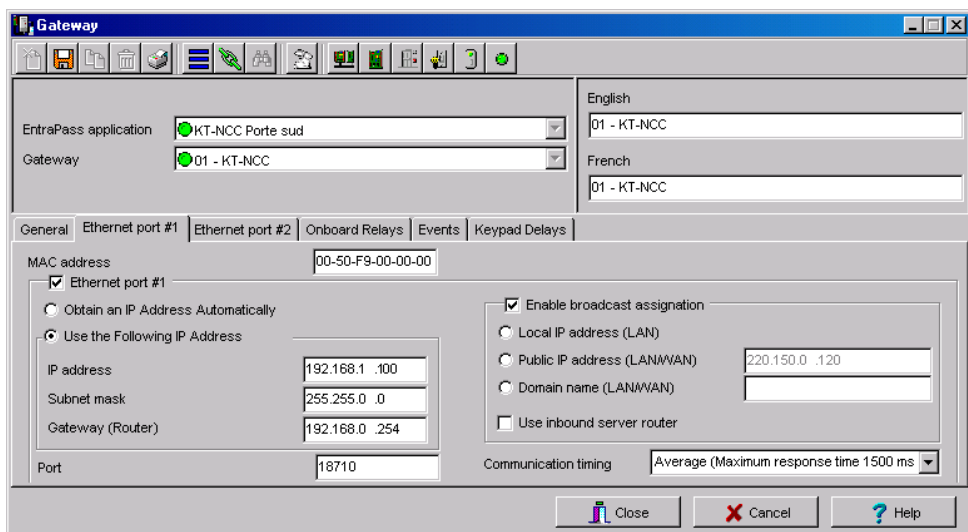 Gateway
English
EntraPass application
KT-NCC Porte sud
01 - KT-NCC
Gateway
01 - KT-NCC
French
01 - KT-NCC
General
Ethernet port #1
Ethernet port #2
Onboard Relays
Events
Keypad Delays
MAC address
00-50-F9-00-00-00
Ethernet port #1
Obtain an IP Address Automatically
Use the Following IP Address
IP address
192.168.1 .100
Subnet mask
255.255.0 .0
Gateway (Router)
192.168.0 .254
Port
18710
Enable broadcast assignation
Local IP address (LAN)
Public IP address (LAN/WAN)
220.150.0 .120
Domain name (LAN/WAN)
Use inbound server router
Communication timing
Average (Maximum response time 1500 ms
Close
Cancel
Help